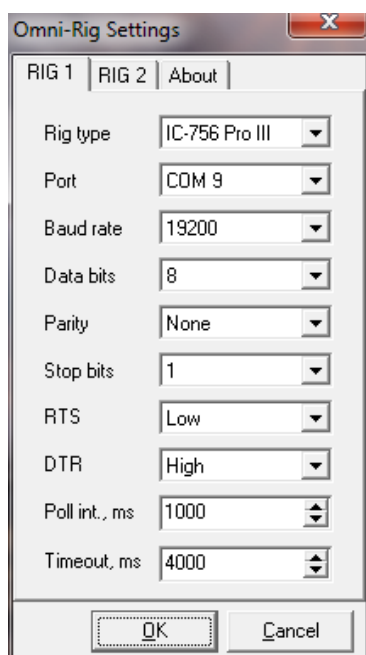 Omni-Rig Settings
RIG 1 RIG 2 About
Rig type IC-756 Pro III
Port COM 9
Baud rate 19200
Data bits 8
Parity None
Stop bits 1
RTS Low
DTR High
Poll int., ms 1000
Timeout, ms 4000
OK Cancel